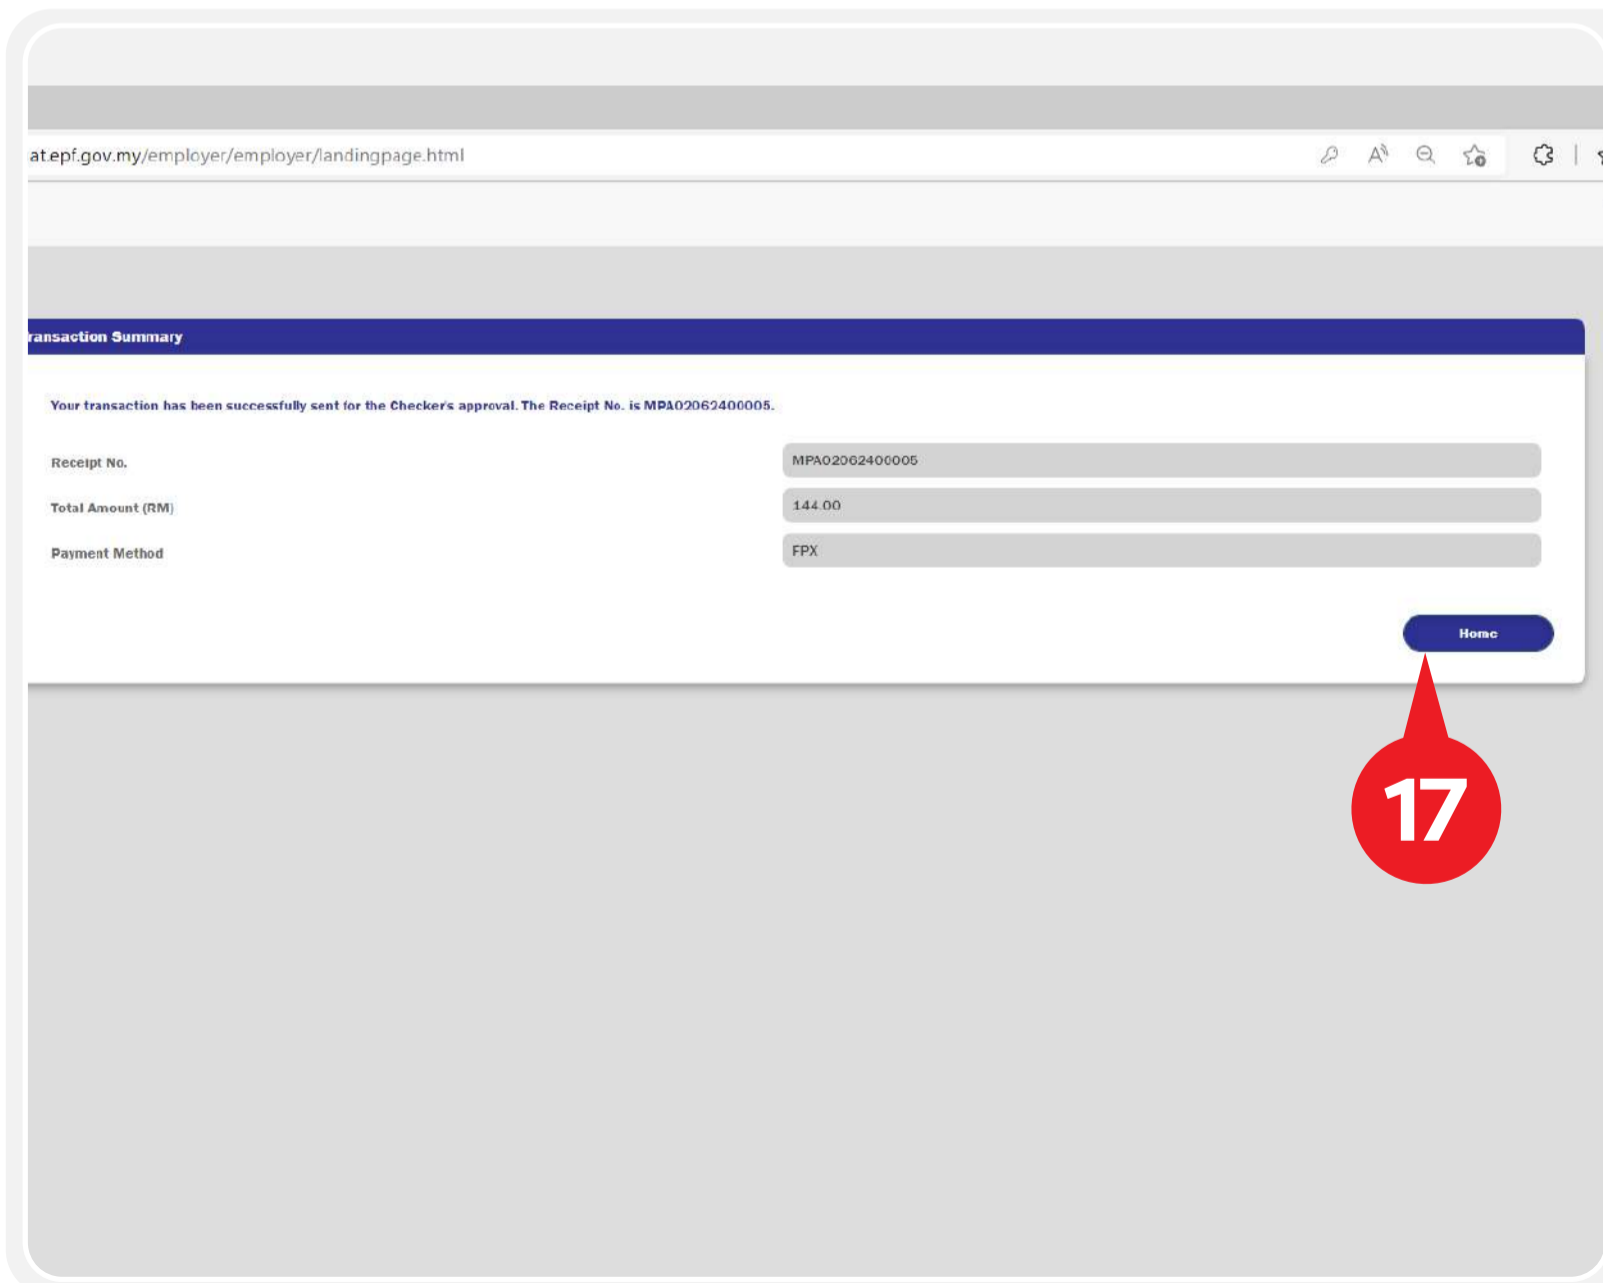 at.epf.gov.my/employer/employer/landingpage.html
ransaction Summary
Your transaction has been successfully sent for the Checker's approval. The Receipt No. is MPA02062400005.
Receipt No. MPA02062400005
Total Amount (RM) 144.00
Payment Method FPX
Home
17